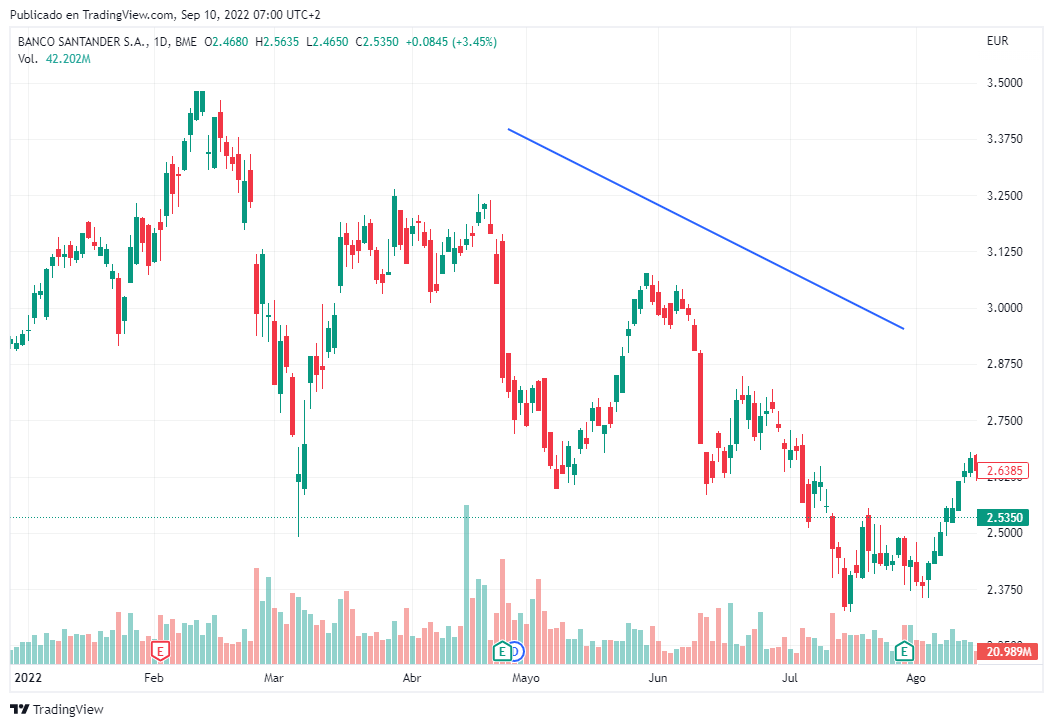 Publicado en TradingView.com, Sep 10, 2022 07:00 UTC+2
BANCO SANTANDER S.A., 1D, BME O2.4680 H2.5635 L2.4650 C2.5350 +0.0845 (+3.45%)
Vol. 42.202M
EUR
3.5000
3.3750
3.2500
3.1250
3.0000
2.8750
2.7500
2.6385
2.5350
2.5000
2.3750
20.989M
E
E
D
E
2022 Feb Mar Abr Mayo Jun Jul Ago
TradingView